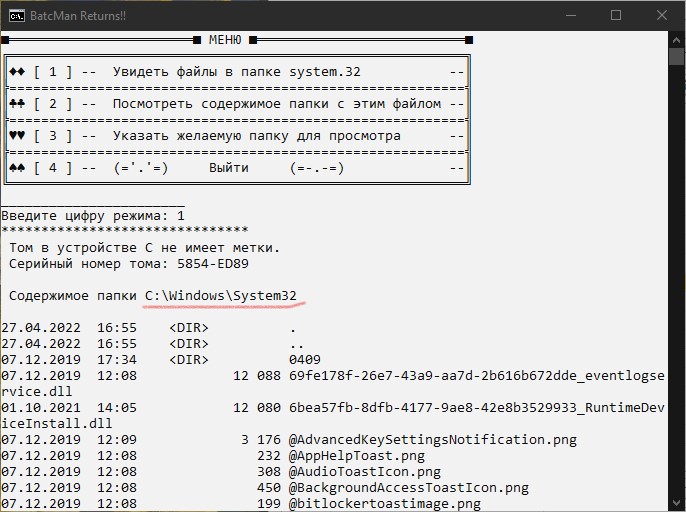 BatcMan Returns!!
МЕНЮ
♦♦ [ 1 ] -- Увидеть файлы в папке system.32 --
♣♣ [ 2 ] -- Посмотреть содержимое папки с этим файлом --
♥♥ [ 3 ] -- Указать желаемую папку для просмотра --
♠♠ [ 4 ] -- (='.'=) Выйти (=-.-=) --
_______________________
Введите цифру режима: 1
*******************************
Том в устройстве C не имеет метки.
Серийный номер тома: 5854-ED89
Содержимое папки C:\Windows\System32
27.04.2022 16:55 <DIR> .
27.04.2022 16:55 <DIR> ..
07.12.2019 17:34 <DIR> 0409
07.12.2019 12:08 12 088 69fe178f-26e7-43a9-aa7d-2b616b672dde_eventlogse
rvice.dll
01.10.2021 14:05 12 080 6bea57fb-8dfb-4177-9ae8-42e8b3529933_RuntimeDev
iceInstall.dll
07.12.2019 12:09 3 176 @AdvancedKeySettingsNotification.png
07.12.2019 12:08 232 @AppHelpToast.png
07.12.2019 12:08 308 @AudioToastIcon.png
07.12.2019 12:08 450 @BackgroundAccessToastIcon.png
07.12.2019 12:08 199 @bitlockertoastimage.png